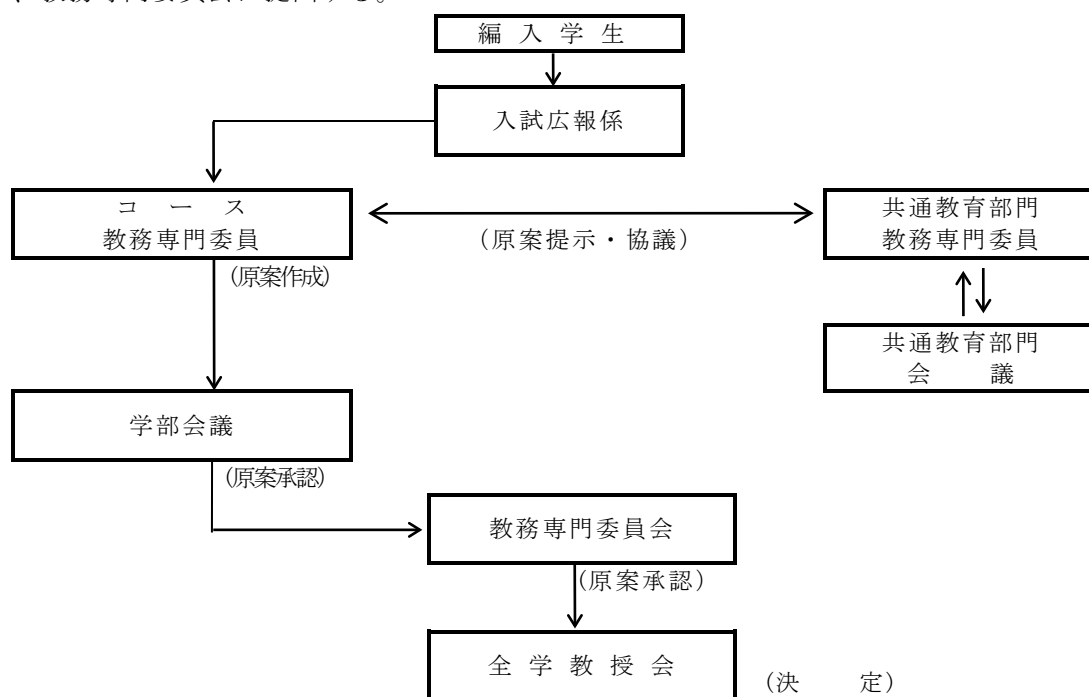 編 入 学 生
入試広報係
コ ー ス
教務専門委員
（原案提示・協議）
共通教育部門
教務専門委員
（原案作成）
共通教育部門
会 議
学部会議
（原案承認）
教務専門委員会
（原案承認）
全 学 教 授 会
（決 定）